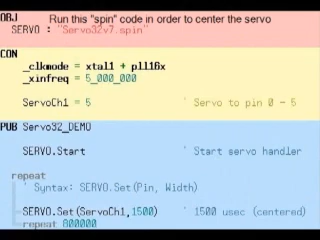 OBJ Run this "spin" code in order to center the servo
SERVO : "Servo32v7.spin"
CON
_clkmode = xtal1 + pll16x
_xinfreq = 5_000_000
ServoCh1 = 5 ' Servo to pin 0 - 5
PUB Servo32_DEMO
SERVO.Start ' Start servo handler
repeat
' Syntax: SERVO.Set(Pin, Width)
SERVO.Set(ServoCh1,1500) ' 1500 usec (centered)
repeat 800000